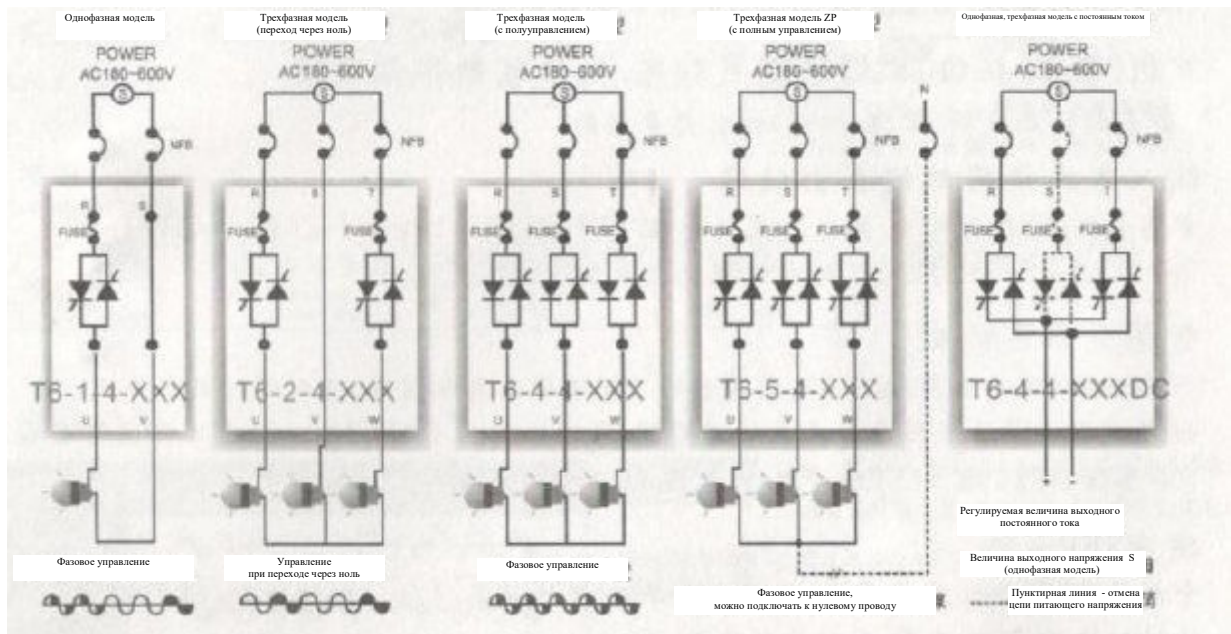 Однофазная модель
Трехфазная модель
(переход через ноль)
Трехфазная модель
(с полууправлением)
Трехфазная модель ZP
(с полным управлением)
Однофазная, трехфазная модель с постоянным током
POWER
AC180~600V
S
NFB
R S
FUSE
T6-1-4-XXX
U V
POWER
AC180~600V
S
NFB
R S T
FUSE FUSE
T6-2-4-XXX
U V W
POWER
AC180~600V
S
NFB
R S T
FUSE FUSE FUSE
T6-4-4-XXX
U V W
POWER
AC180~600V
S
N
NFB
R S T
FUSE FUSE FUSE
T6-5-4-XXX
U V W
POWER
AC180~600V
S
NFB
R S T
FUSE FUSE FUSE
T6-4-4-XXXDC
Регулируемая величина выходного
постоянного тока
Фазовое управление
Управление
при переходе через ноль
Фазовое управление
Фазовое управление,
можно подключать к нулевому проводу
Величина выходного напряжения S
(однофазная модель)
Пунктирная линия - отмена
цепи питающего напряжения